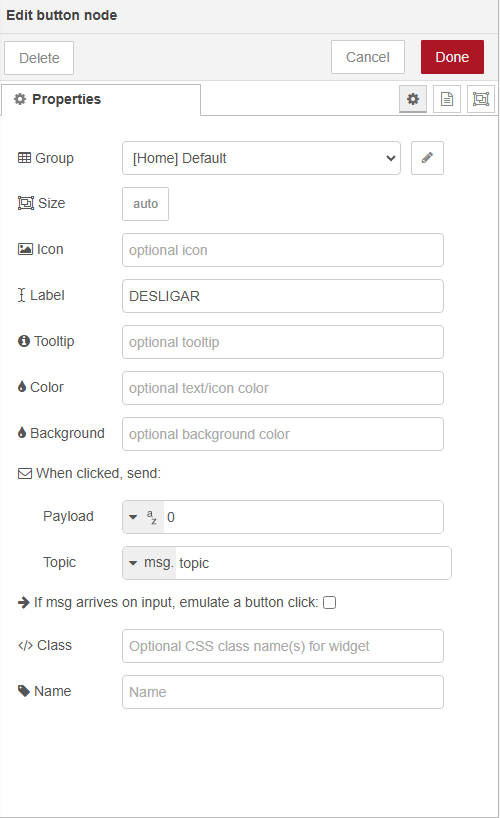 Edit button node
Delete Cancel Done
Properties
Group [Home] Default
Size auto
Icon optional icon
Label DESLIGAR
Tooltip optional tooltip
Color optional text/icon color
Background optional background color
When clicked, send:
Payload az 0
Topic msg. topic
If msg arrives on input, emulate a button click:
</> Class Optional CSS class name(s) for widget
Name Name